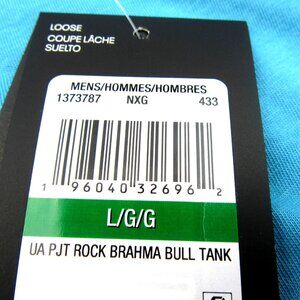 LOOSE
COUPE LÂCHE
SUELTO
MENS/HOMMES/HOMBRES
1373787 NXG 433
1 96040 32696 2
L/G/G
UA PJT ROCK BRAHMA BULL TANK